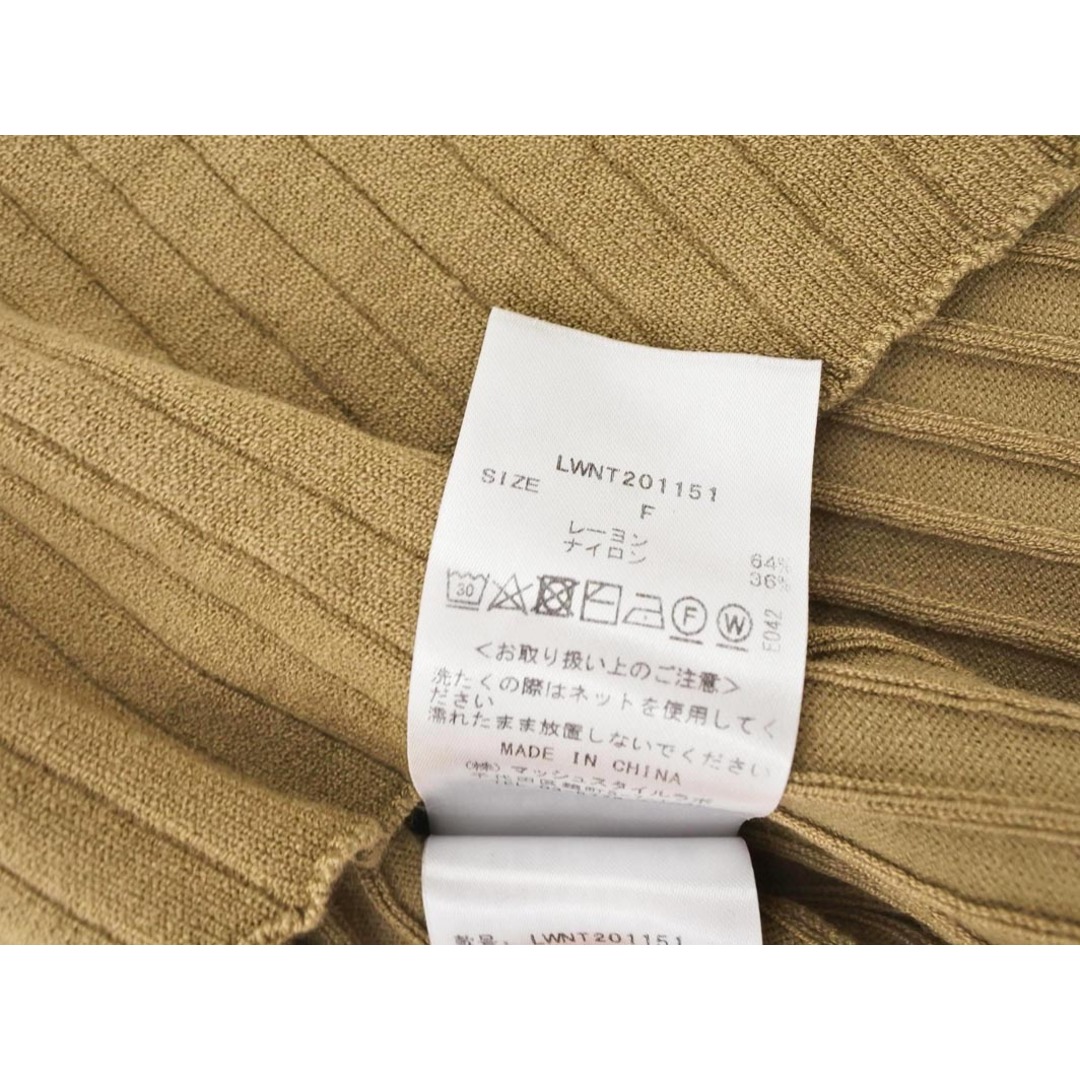 LWNT201151
SIZE
F
レーヨン 64%
ナイロン 36%
30 F W E042
<お取り扱い上のご注意>
洗たくの際はネットを使用してく
ださい
濡れたまま放置しないでください
MADE IN CHINA
(株)マッシュスタイルラボ
款号: LWNT201151